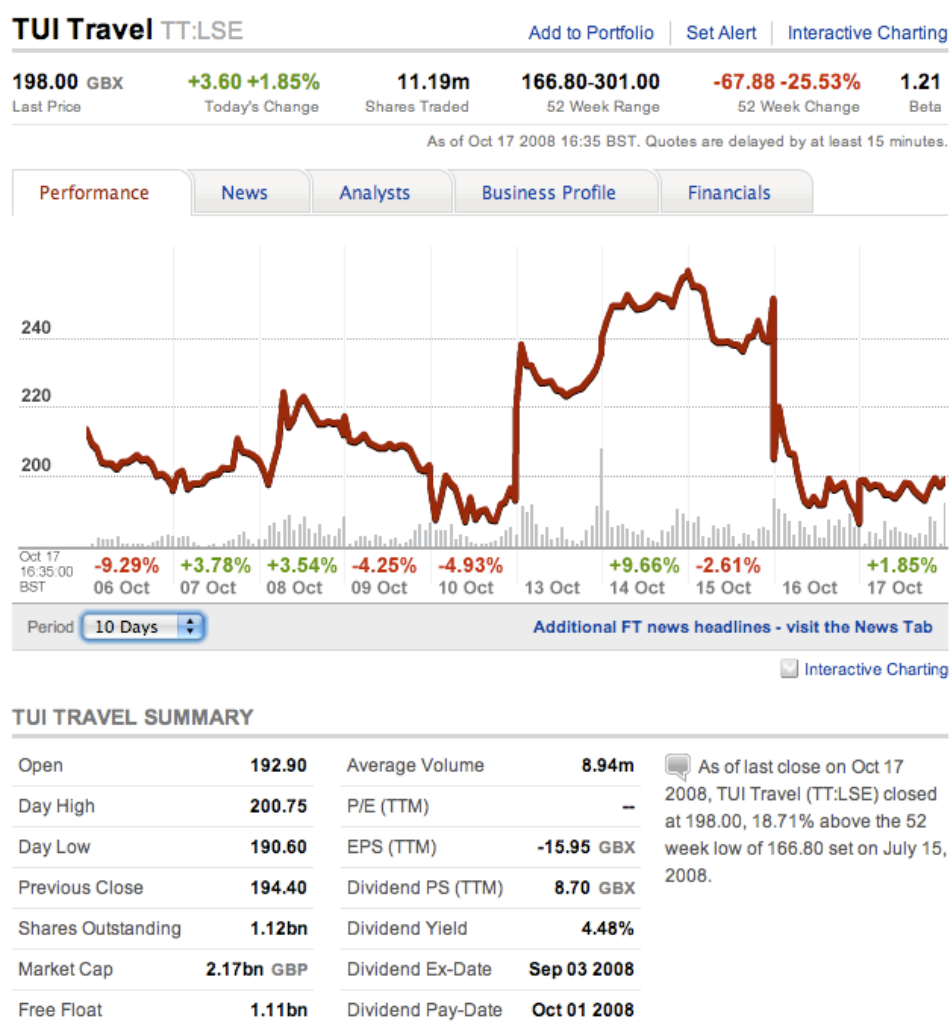 TUI Travel TT:LSE
Add to Portfolio Set Alert Interactive Charting
198.00 GBX +3.60 +1.85% 11.19m 166.80-301.00 -67.88 -25.53% 1.21
Last Price Today's Change Shares Traded 52 Week Range 52 Week Change Beta
As of Oct 17 2008 16:35 BST. Quotes are delayed by at least 15 minutes.
Performance News Analysts Business Profile Financials
240
220
200
Oct 17
16:35:00
BST
-9.29% +3.78% +3.54% -4.25% -4.93% +9.66% -2.61% +1.85%
06 Oct 07 Oct 08 Oct 09 Oct 10 Oct 13 Oct 14 Oct 15 Oct 16 Oct 17 Oct
Period 10 Days Additional FT news headlines - visit the News Tab
Interactive Charting
TUI TRAVEL SUMMARY
Open 192.90
Day High 200.75
Day Low 190.60
Previous Close 194.40
Shares Outstanding 1.12bn
Market Cap 2.17bn GBP
Free Float 1.11bn
Average Volume 8.94m
P/E (TTM) --
EPS (TTM) -15.95 GBX
Dividend PS (TTM) 8.70 GBX
Dividend Yield 4.48%
Dividend Ex-Date Sep 03 2008
Dividend Pay-Date Oct 01 2008
As of last close on Oct 17
2008, TUI Travel (TT:LSE) closed
at 198.00, 18.71% above the 52
week low of 166.80 set on July 15,
2008.